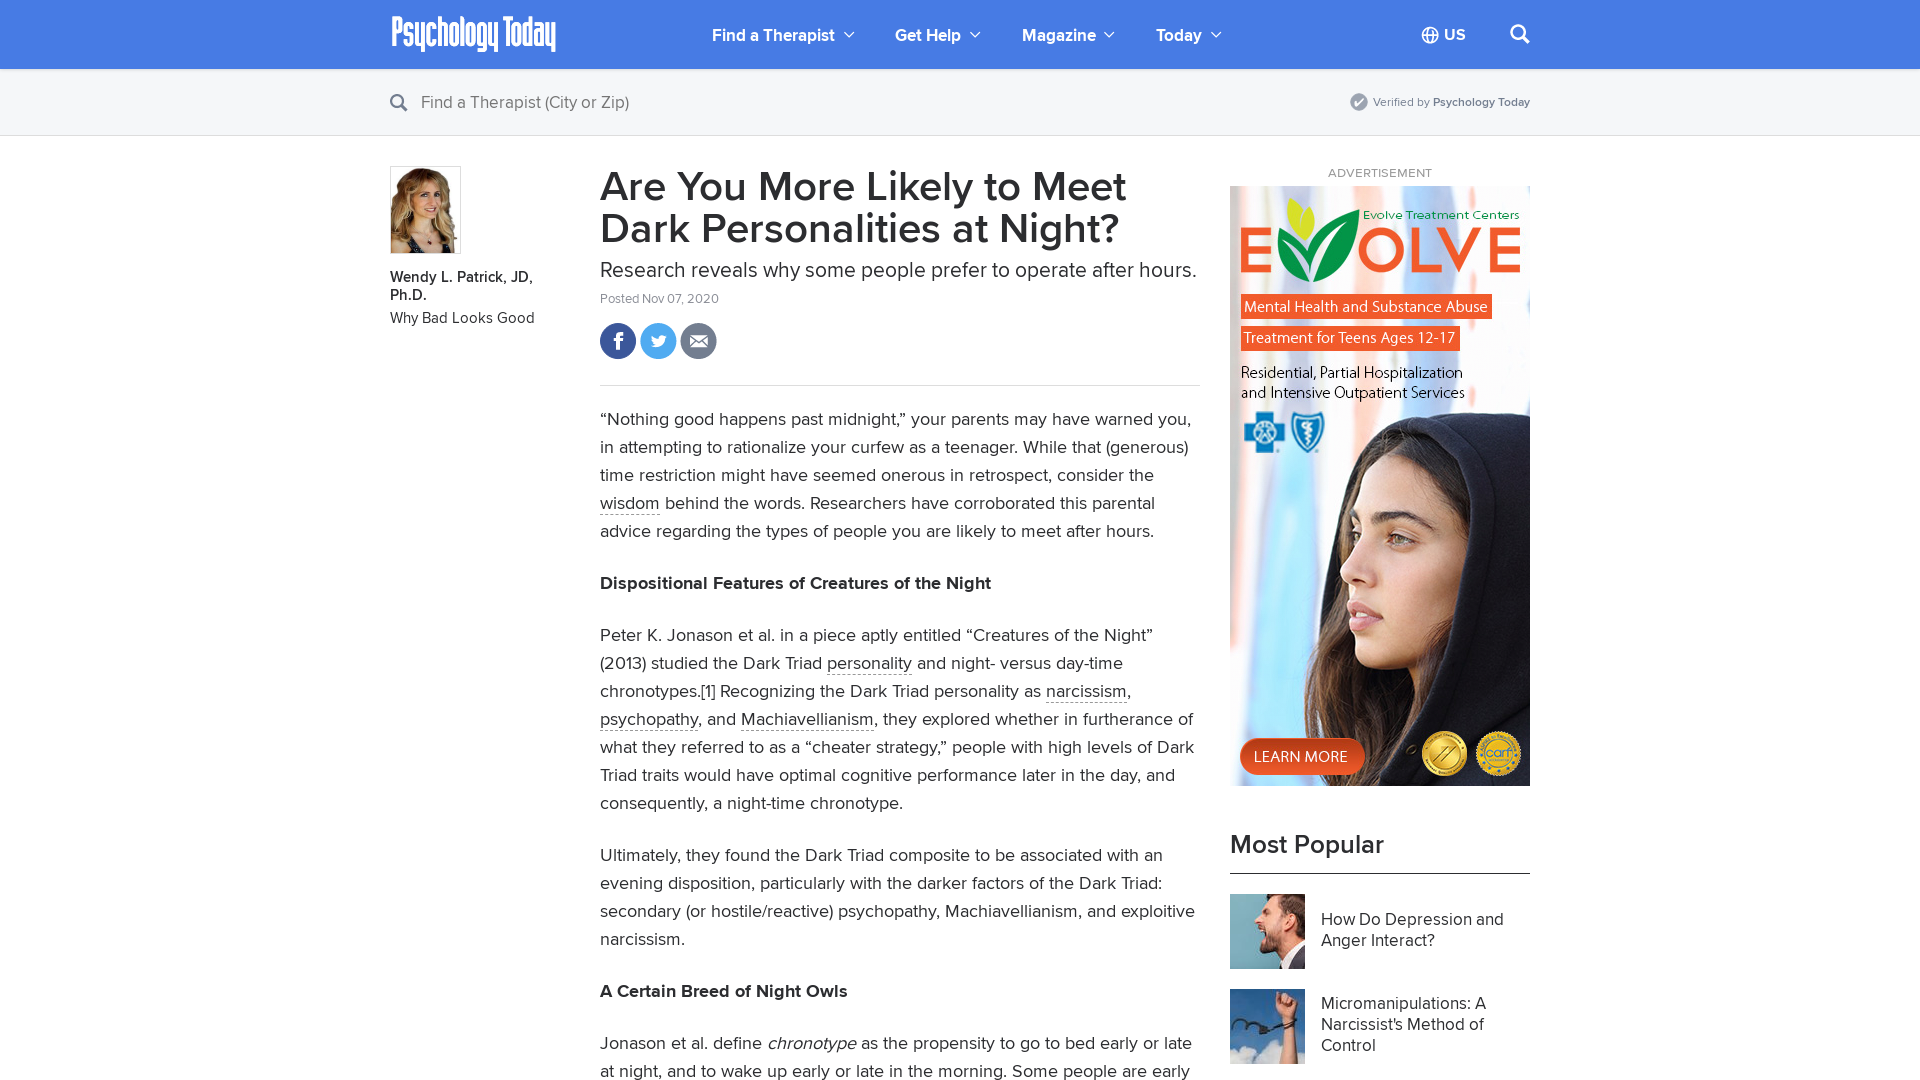 Psychology Today
Find a Therapist
Get Help
Magazine
Today
US
Find a Therapist (City or Zip)
Verified by Psychology Today
Wendy L. Patrick, JD,
Ph.D.
Why Bad Looks Good
Are You More Likely to Meet
Dark Personalities at Night?
Research reveals why some people prefer to operate after hours.
Posted Nov 07, 2020
“Nothing good happens past midnight,” your parents may have warned you,
in attempting to rationalize your curfew as a teenager. While that (generous)
time restriction might have seemed onerous in retrospect, consider the
wisdom behind the words. Researchers have corroborated this parental
advice regarding the types of people you are likely to meet after hours.
Dispositional Features of Creatures of the Night
Peter K. Jonason et al. in a piece aptly entitled “Creatures of the Night”
(2013) studied the Dark Triad personality and night- versus day-time
chronotypes.[1] Recognizing the Dark Triad personality as narcissism,
psychopathy, and Machiavellianism, they explored whether in furtherance of
what they referred to as a “cheater strategy,” people with high levels of Dark
Triad traits would have optimal cognitive performance later in the day, and
consequently, a night-time chronotype.
Ultimately, they found the Dark Triad composite to be associated with an
evening disposition, particularly with the darker factors of the Dark Triad:
secondary (or hostile/reactive) psychopathy, Machiavellianism, and exploitive
narcissism.
A Certain Breed of Night Owls
Jonason et al. define chronotype as the propensity to go to bed early or late
at night, and to wake up early or late in the morning. Some people are early
ADVERTISEMENT
Evolve Treatment Centers
EVOLVE
Mental Health and Substance Abuse
Treatment for Teens Ages 12-17
Residential, Partial Hospitalization
and Intensive Outpatient Services
LEARN MORE
carf
Most Popular
How Do Depression and
Anger Interact?
Micromanipulations: A
Narcissist's Method of
Control